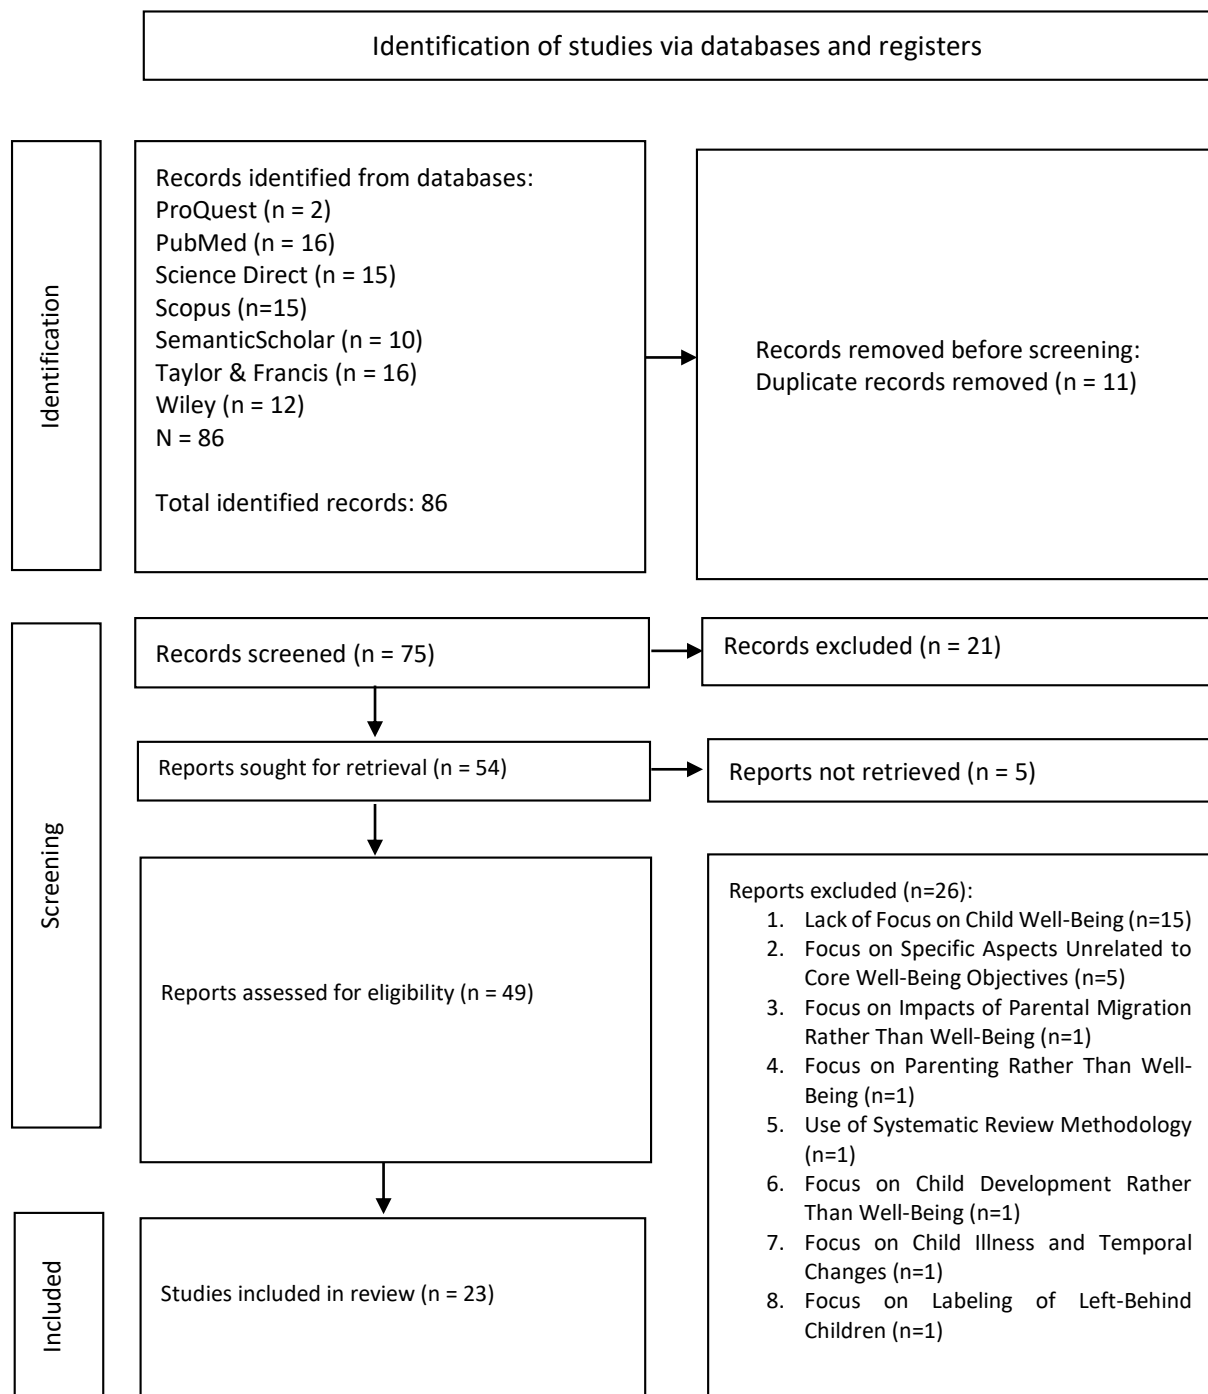 Identification of studies via databases and registers
Identification
Records identified from databases:
ProQuest (n = 2)
PubMed (n = 16)
Science Direct (n = 15)
Scopus (n=15)
SemanticScholar (n = 10)
Taylor & Francis (n = 16)
Wiley (n = 12)
N = 86
Total identified records: 86
Records removed before screening:
Duplicate records removed (n = 11)
Screening
Records screened (n = 75)
Records excluded (n = 21)
Reports sought for retrieval (n = 54)
Reports not retrieved (n = 5)
Reports assessed for eligibility (n = 49)
Reports excluded (n=26):
1. Lack of Focus on Child Well-Being (n=15)
2. Focus on Specific Aspects Unrelated to
Core Well-Being Objectives (n=5)
3. Focus on Impacts of Parental Migration
Rather Than Well-Being (n=1)
4. Focus on Parenting Rather Than Well-
Being (n=1)
5. Use of Systematic Review Methodology
(n=1)
6. Focus on Child Development Rather
Than Well-Being (n=1)
7. Focus on Child Illness and Temporal
Changes (n=1)
8. Focus on Labeling of Left-Behind
Children (n=1)
Included
Studies included in review (n = 23)